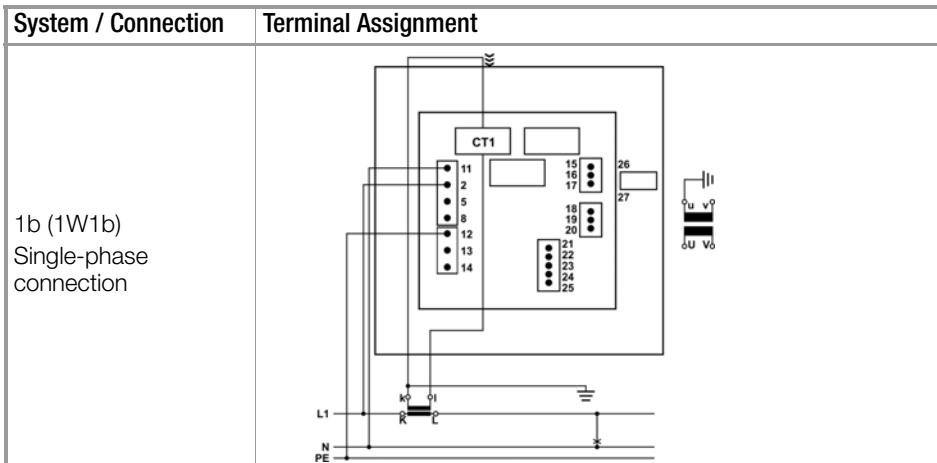 System / Connection
Terminal Assignment
1b (1W1b)
Single-phase
connection
CT1
11
2
5
8
12
13
14
15
16
17
26
27
18
19
20
21
22
23
24
25
u v
U V
k l
K L
L1
N
PE